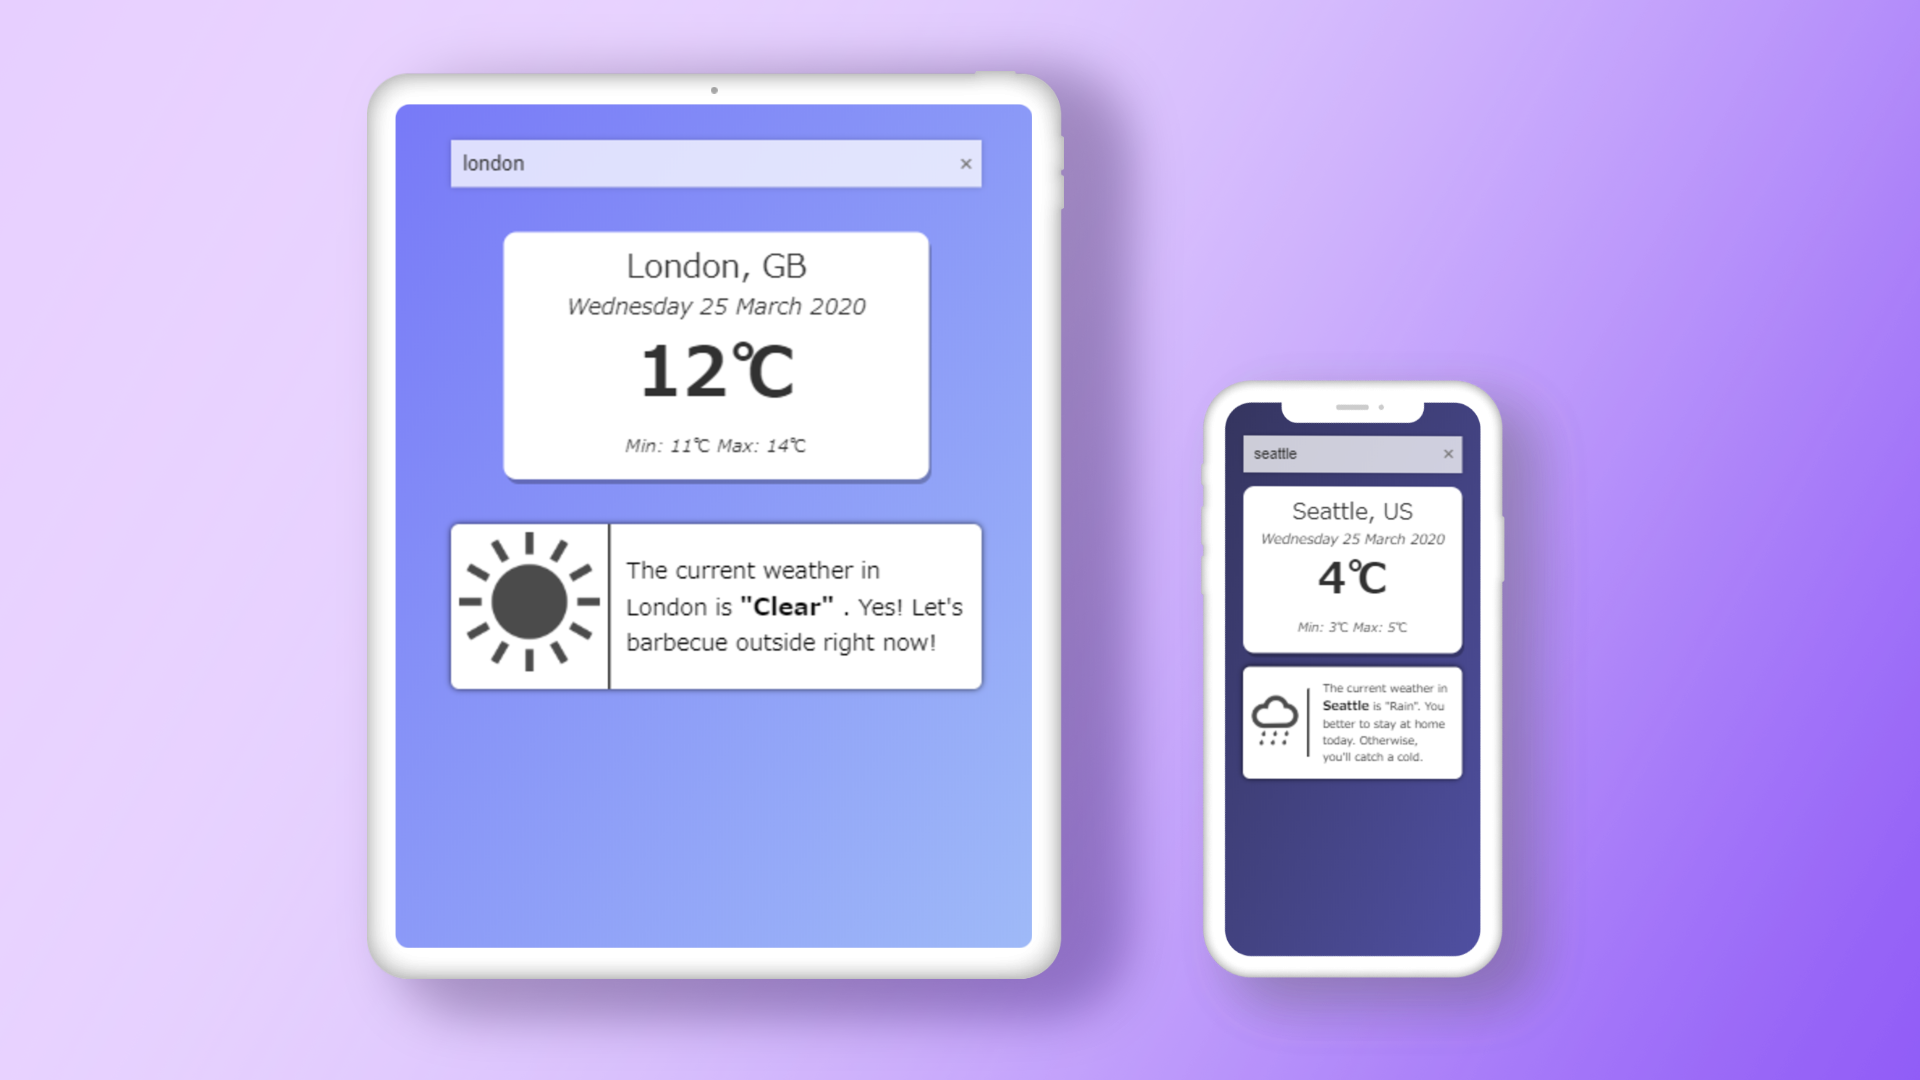 london ×
London, GB
Wednesday 25 March 2020
12℃
Min: 11℃ Max: 14℃
The current weather in
London is "Clear" . Yes! Let's
barbecue outside right now!
seattle ×
Seattle, US
Wednesday 25 March 2020
4℃
Min: 3℃ Max: 5℃
The current weather in
Seattle is "Rain". You
better to stay at home
today. Otherwise,
you'll catch a cold.